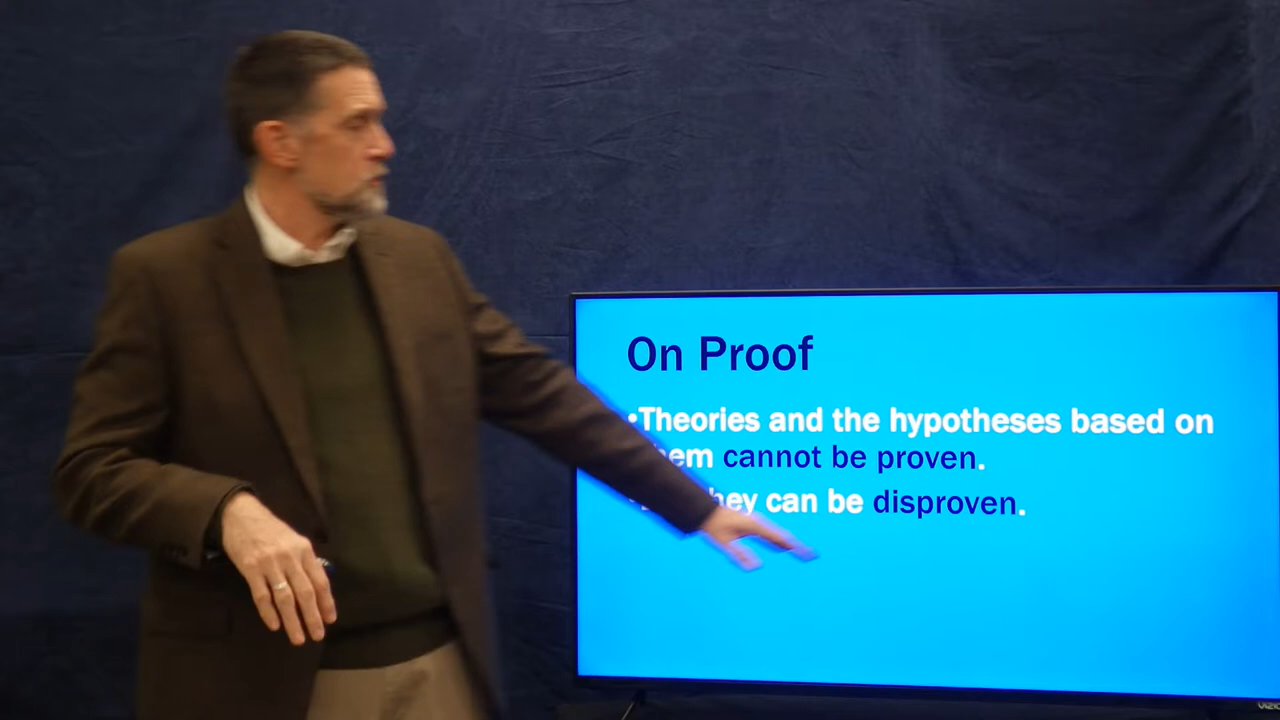 On Proof
•Theories and the hypotheses based on
cannot be proven.
can be disproven.